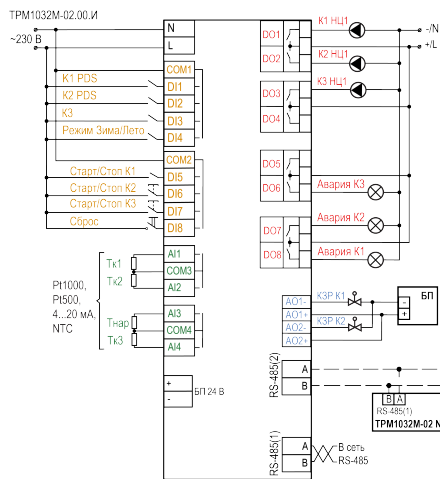 ТРМ1032М-02.00.И
~230 В
N
L
COM1
К1 PDS
DI1
К2 PDS
DI2
К3
DI3
Режим Зима/Лето
DI4
COM2
Старт/Стоп К1
DI5
Старт/Стоп К2
DI6
Старт/Стоп К3
DI7
Сброс
DI8
Pt1000,
Pt500,
4...20 мА,
NTC
Тк1
Тк2
AI1
COM3
AI2
Тнар
Тк3
AI3
COM4
AI4
+
-
БП 24 В
DO1
К1 НЦ1
-/N
+/L
DO2
К2 НЦ1
DO3
К3 НЦ1
DO4
DO5
DO6
Авария К3
DO7
Авария К2
DO8
Авария К1
AO1-
КЗР К1
AO1+
AO2-
КЗР К2
AO2+
БП
-
+
RS-485(2)
A
B
B A
RS-485(1)
ТРМ1032М-02 N
RS-485(1)
A
B
В сеть
RS-485